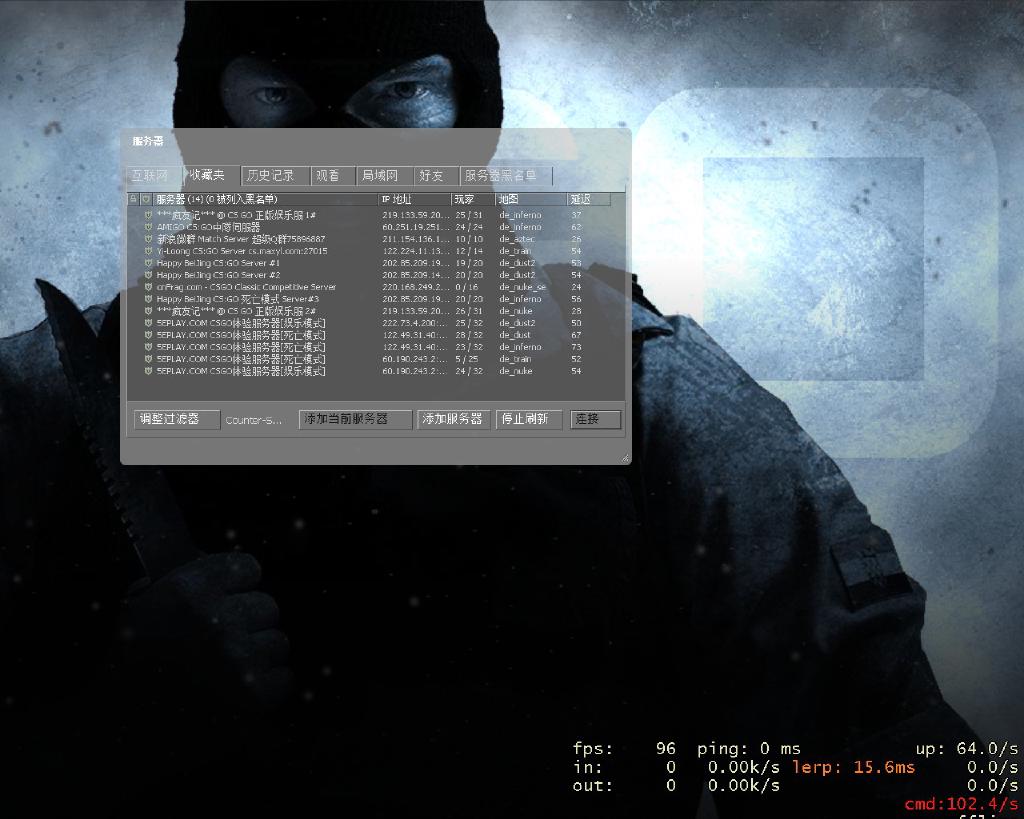 服务器
互联网 收藏夹 历史记录 观看 局域网 好友 服务器黑名单
服务器 (14) (0 被列入黑名单) IP 地址 玩家 地图 延迟
***疯友记*** @ CS GO 正版娱乐服 1# 219.133.59.20... 25 / 31 de_inferno 37
AMEGO CS:GO中 60.251.19.251... 24 / 24 de_inferno 62
新浪微群 Match Server 超级Q群75896887 211.154.136.1... 10 / 10 de_aztec 26
Yi-Loong CS:GO Server cs.maxyi.com:27015 122.224.11.13... 12 / 14 de_train 54
Happy BeiJing CS:GO Server #1 202.85.209.19... 19 / 20 de_dust2 53
Happy BeiJing CS:GO Server #2 202.85.209.14... 20 / 20 de_dust2 54
cnFrag.com - CSGO Classic Competitive Server 220.168.249.2... 0 / 16 de_nuke_se 24
Happy BeiJing CS:GO 死亡模式 Server#3 202.85.209.19... 20 / 20 de_inferno 56
***疯友记*** @ CS GO 正版娱乐服 2# 219.133.59.20... 26 / 31 de_nuke 28
5EPLAY.COM CSGO体验服务器[娱乐模式] 222.73.4.200:... 25 / 32 de_dust2 50
5EPLAY.COM CSGO体验服务器[死亡模式] 122.49.31.40:... 28 / 32 de_dust 67
5EPLAY.COM CSGO体验服务器[死亡模式] 122.49.31.40:... 23 / 32 de_inferno 73
5EPLAY.COM CSGO体验服务器[死亡模式] 60.190.243.2:... 5 / 25 de_train 52
5EPLAY.COM CSGO体验服务器[娱乐模式] 60.190.243.2:... 24 / 32 de_nuke 54
调整过滤器 Counter-S... 添加当前服务器 添加服务器 停止刷新 连接
fps: 96 ping: 0 ms up: 64.0/s
in: 0 0.00k/s lerp: 15.6ms 0.0/s
out: 0 0.00k/s 0.0/s
cmd:102.4/s